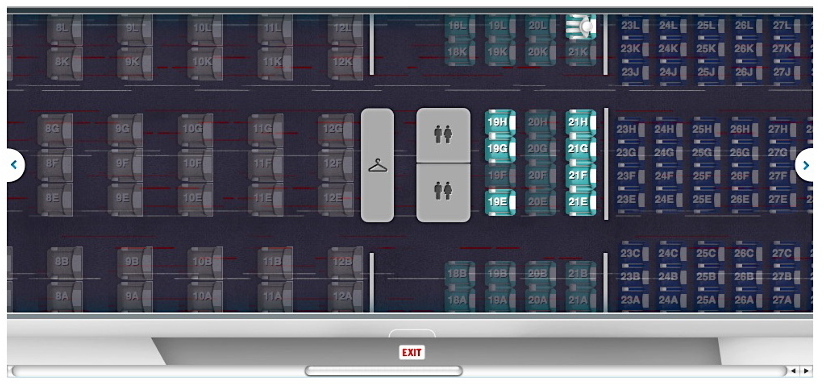 8L 9L 10L 11L 12L 18L 19L 20L 23L 24L 25L 26L 27L
8K 9K 10K 11K 12K 18K 19K 20K 21K 23K 24K 25K 26K 27K
23J 24J 25J 26J 27J
8G 9G 10G 11G 12G 19H 20H 21H 23H 24H 25H 26H 27H
8F 9F 10F 11F 12F 19G 20G 21G 23G 24G 25G 26G 27G
19F 20F 21F 23F 24F 25F 26F 27F
8E 9E 10E 11E 12E 19E 20E 21E 23E 24E 25E 26E 27E
23C 24C 25C 26C 27C
8B 9B 10B 11B 12B 18B 19B 20B 21B 23B 24B 25B 26B 27B
8A 9A 10A 11A 12A 18A 19A 20A 21A 23A 24A 25A 26A 27A
EXIT